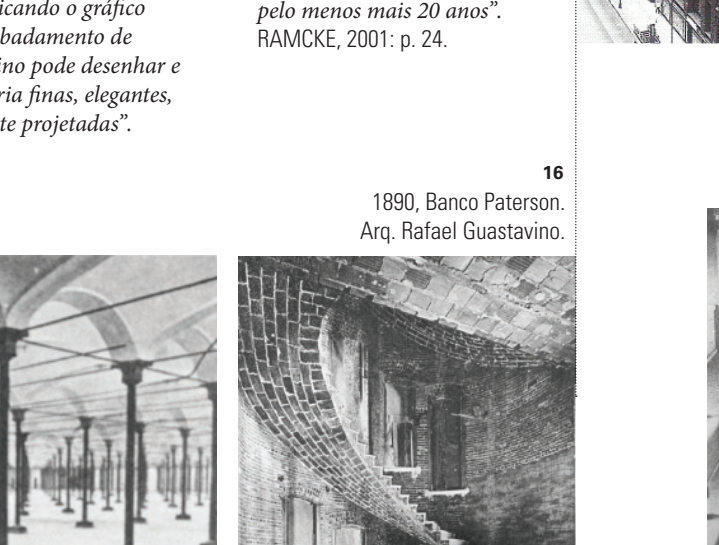 icando o gráfico
badamento de
ino pode desenhar e
ria finas, elegantes,
te projetadas”.
pelo menos mais 20 anos”.
RAMCKE, 2001: p. 24.
16
1890, Banco Paterson.
Arq. Rafael Guastavino.